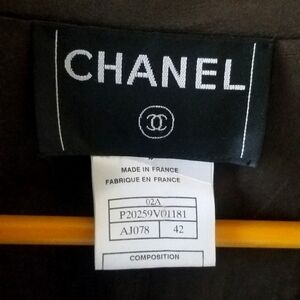 CHANEL
MADE IN FRANCE
FABRIQUE EN FRANCE
02A
P20259V01181
AJ078 42
COMPOSITION